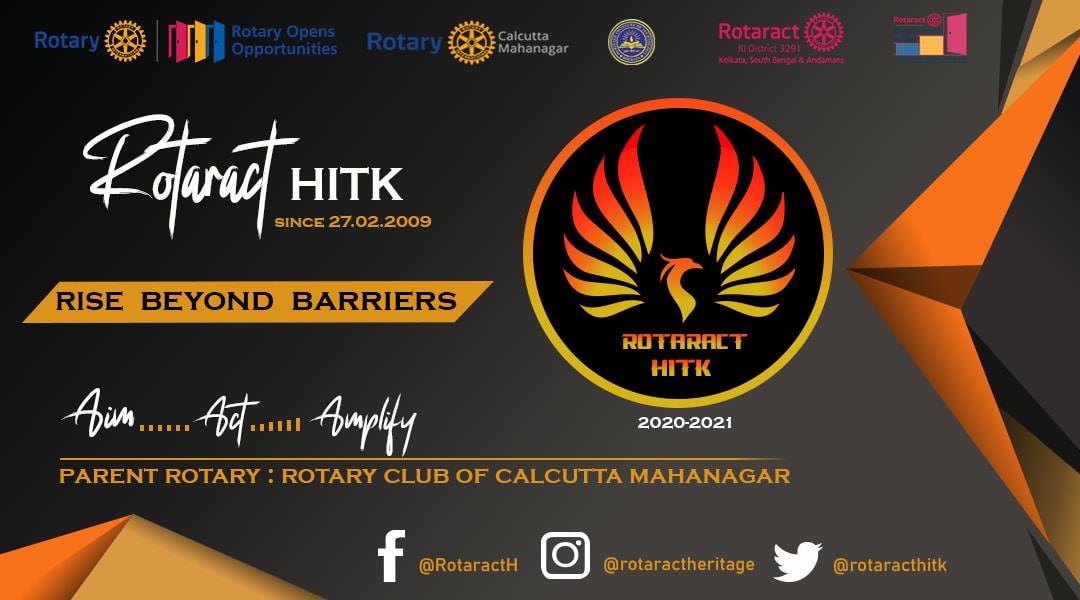 Rotary
Rotary Opens
Opportunities
Rotary
Calcutta
Mahanagar
Rotaract
RI District 3291
Kolkata, South Bengal & Andamans
Rotaract
Rotaract HITK
SINCE 27.02.2009
RISE BEYOND BARRIERS
ROTARACT
HITK
2020-2021
Aim...... Act...... Amplify
PARENT ROTARY : ROTARY CLUB OF CALCUTTA MAHANAGAR
@RotaractH
@rotaractheritage
@rotaracthitk